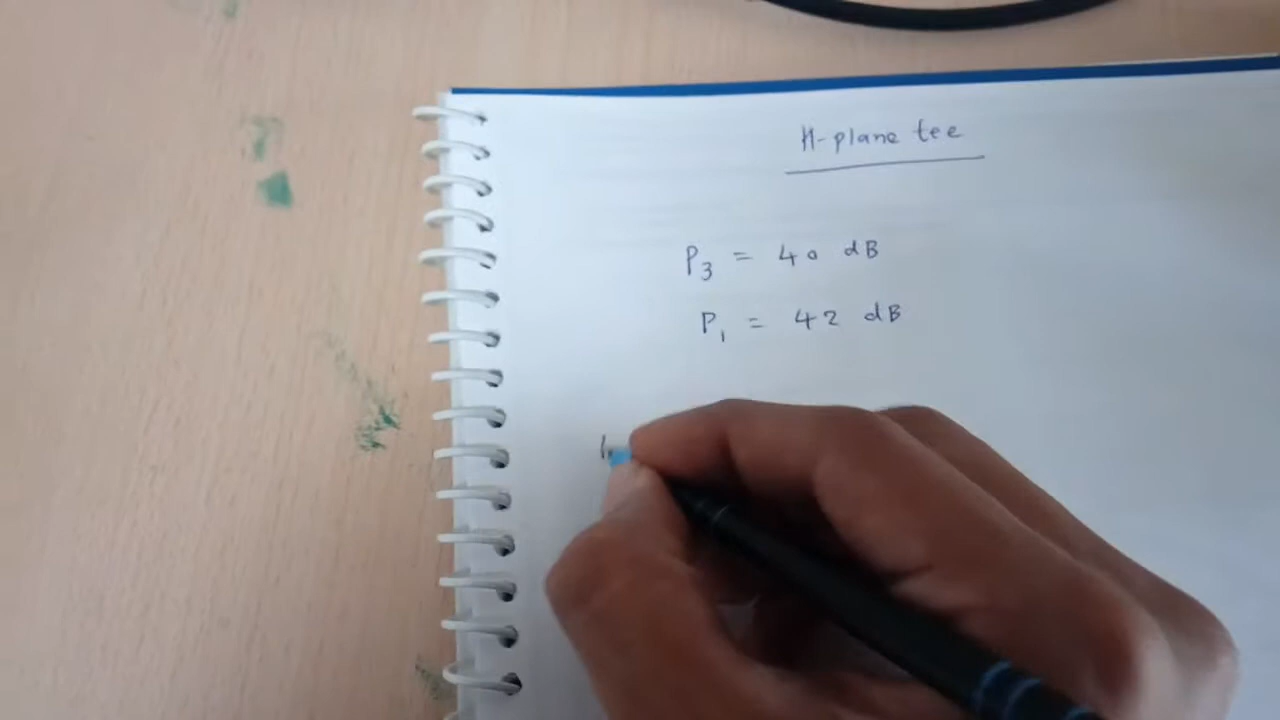 H-plane tee
P₃ = 40 dB
P₁ = 42 dB